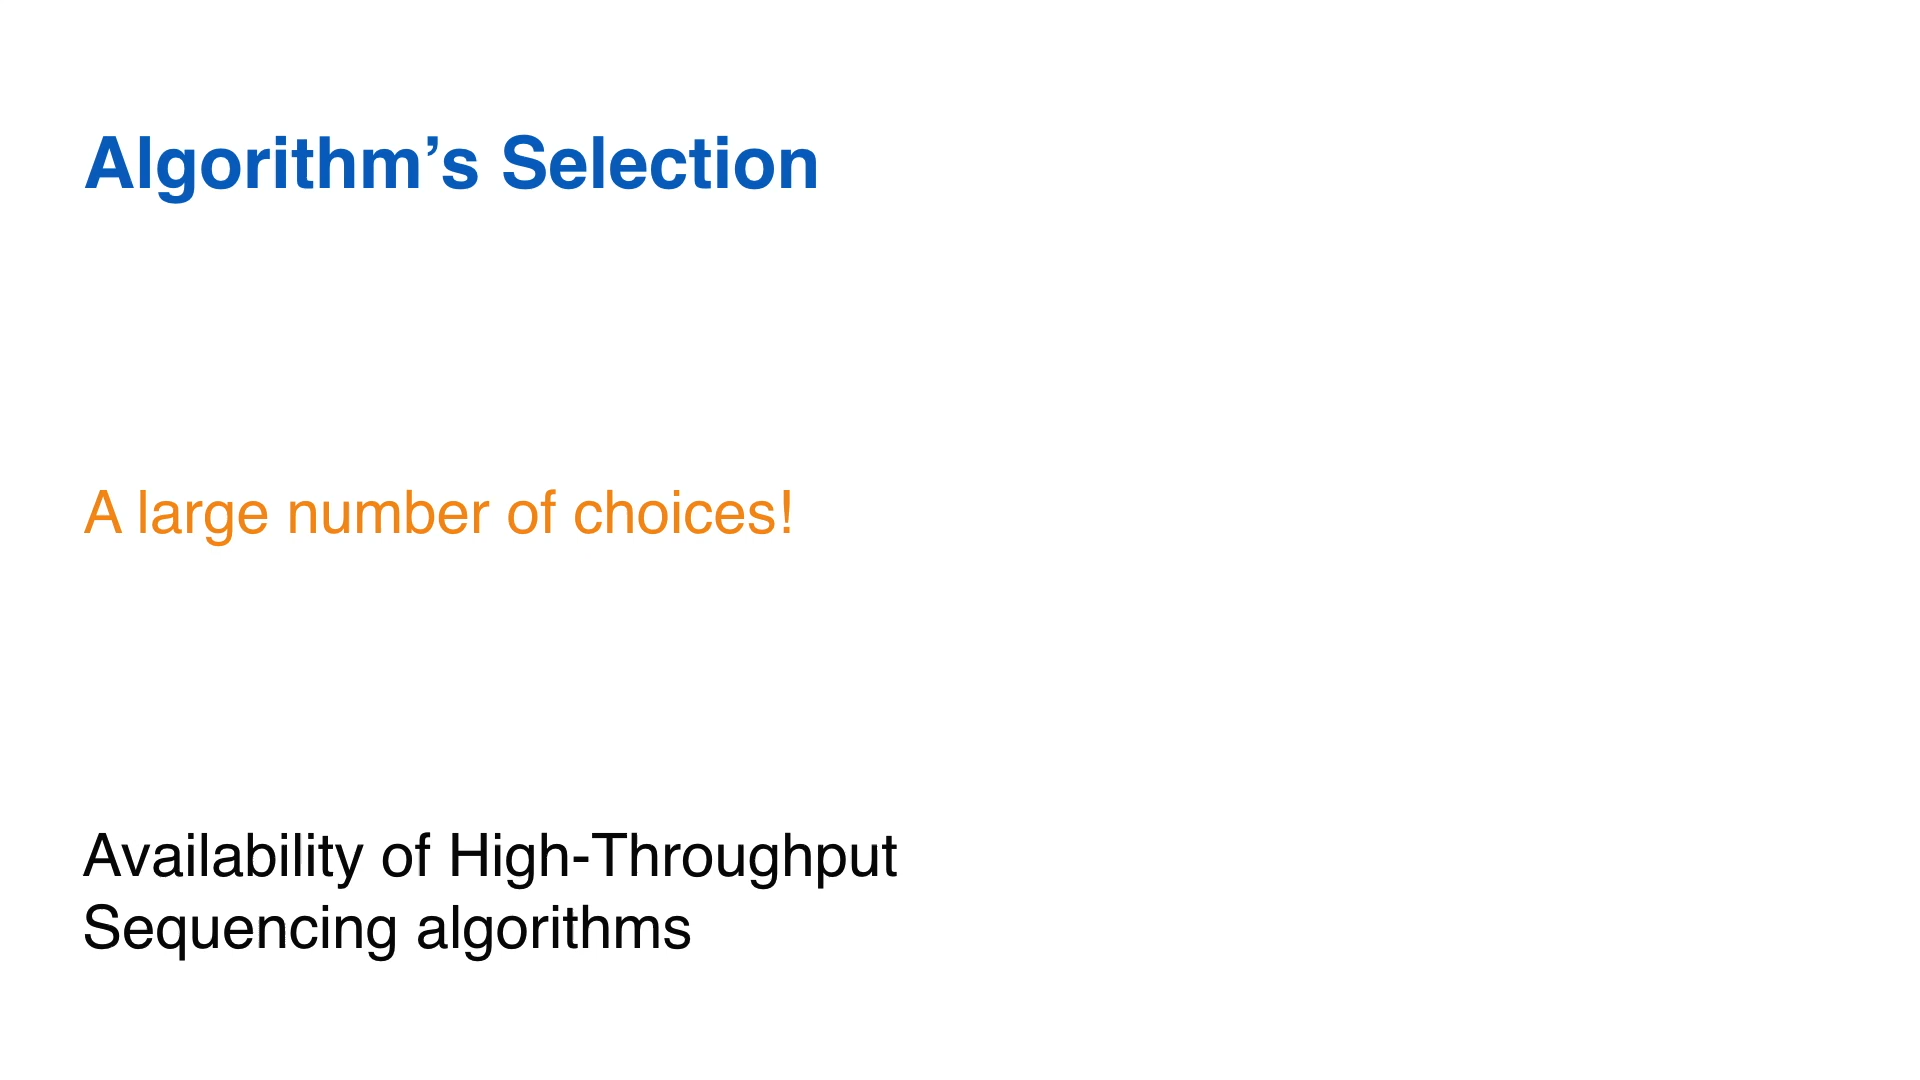 Algorithm’s Selection
A large number of choices!
Availability of High-Throughput
Sequencing algorithms